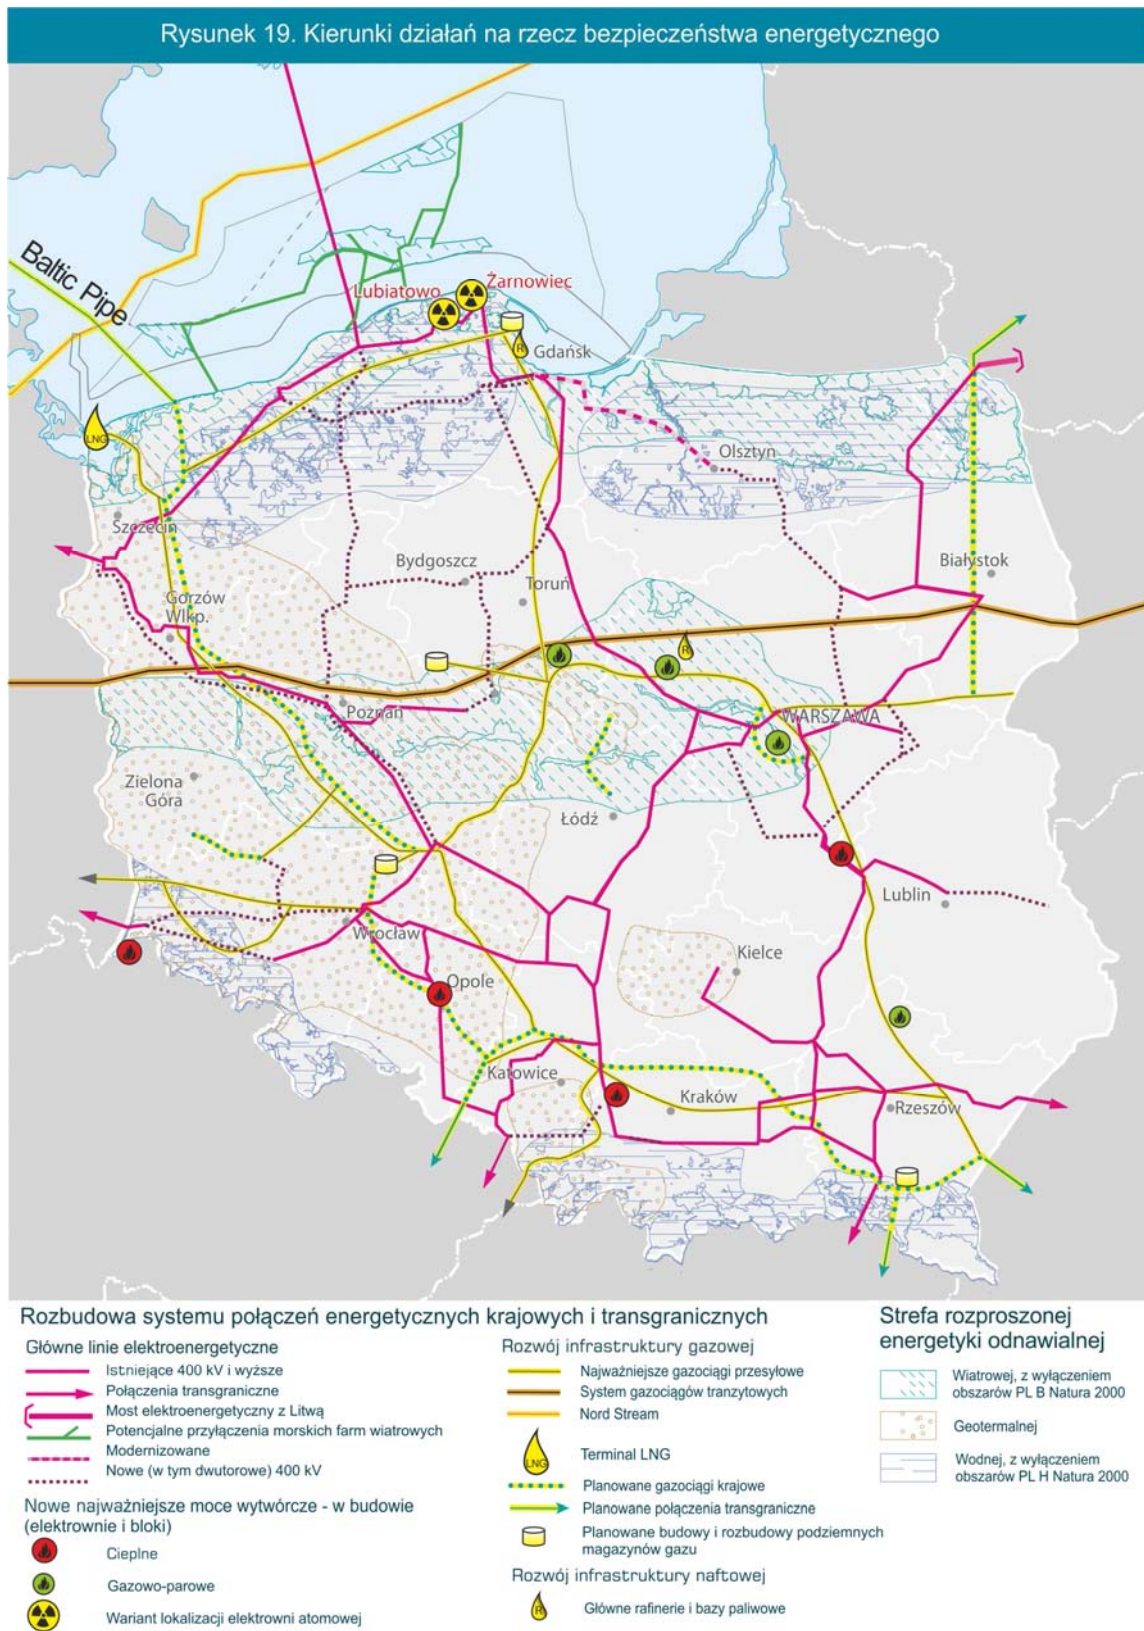 Rysunek 19. Kierunki działań na rzecz bezpieczeństwa energetycznego
Baltic Pipe
Lubiatowo
Żarnowiec
R
Gdańsk
LNG
Olsztyn
Szczecin
Białystok
Bydgoszcz
Toruń
Gorzów
Wlkp.
R
Poznań
WARSZAWA
Zielona
Góra
Łódź
Lublin
Wrocław
Kielce
Opole
Katowice
Kraków
Rzeszów
Rozbudowa systemu połączeń energetycznych krajowych i transgranicznych
Główne linie elektroenergetyczne
Istniejące 400 kV i wyższe
Połączenia transgraniczne
Most elektroenergetyczny z Litwą
Potencjalne przyłączenia morskich farm wiatrowych
Modernizowane
Nowe (w tym dwutorowe) 400 kV
Nowe najważniejsze moce wytwórcze - w budowie
(elektrownie i bloki)
Cieplne
Gazowo-parowe
Wariant lokalizacji elektrowni atomowej
Rozwój infrastruktury gazowej
Najważniejsze gazociągi przesyłowe
System gazociągów tranzytowych
Nord Stream
LNG
Terminal LNG
Planowane gazociągi krajowe
Planowane połączenia transgraniczne
Planowane budowy i rozbudowy podziemnych
magazynów gazu
Rozwój infrastruktury naftowej
R
Główne rafinerie i bazy paliwowe
Strefa rozproszonej
energetyki odnawialnej
Wiatrowej, z wyłączeniem
obszarów PL B Natura 2000
Geotermalnej
Wodnej, z wyłączeniem
obszarów PL H Natura 2000